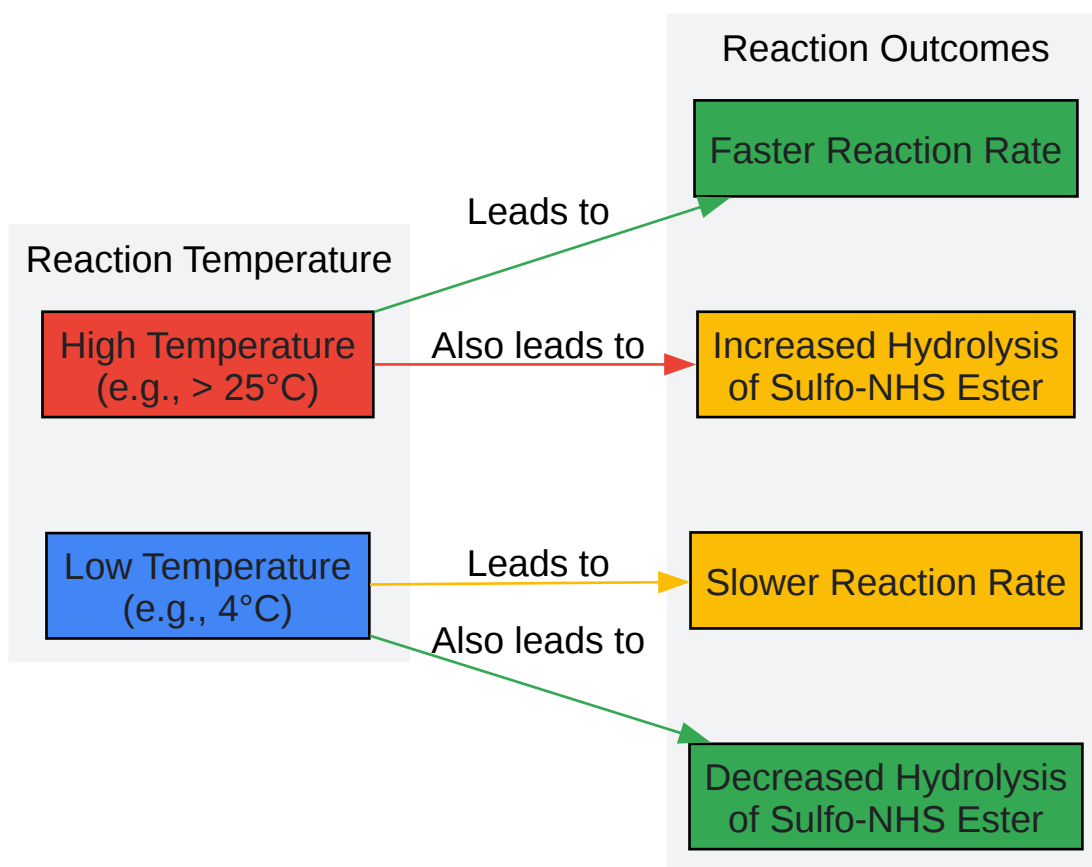 Reaction Outcomes
Faster Reaction Rate
Leads to
Reaction Temperature
High Temperature
(e.g., > 25°C)
Also leads to
Increased Hydrolysis
of Sulfo-NHS Ester
Low Temperature
(e.g., 4°C)
Leads to
Slower Reaction Rate
Also leads to
Decreased Hydrolysis
of Sulfo-NHS Ester